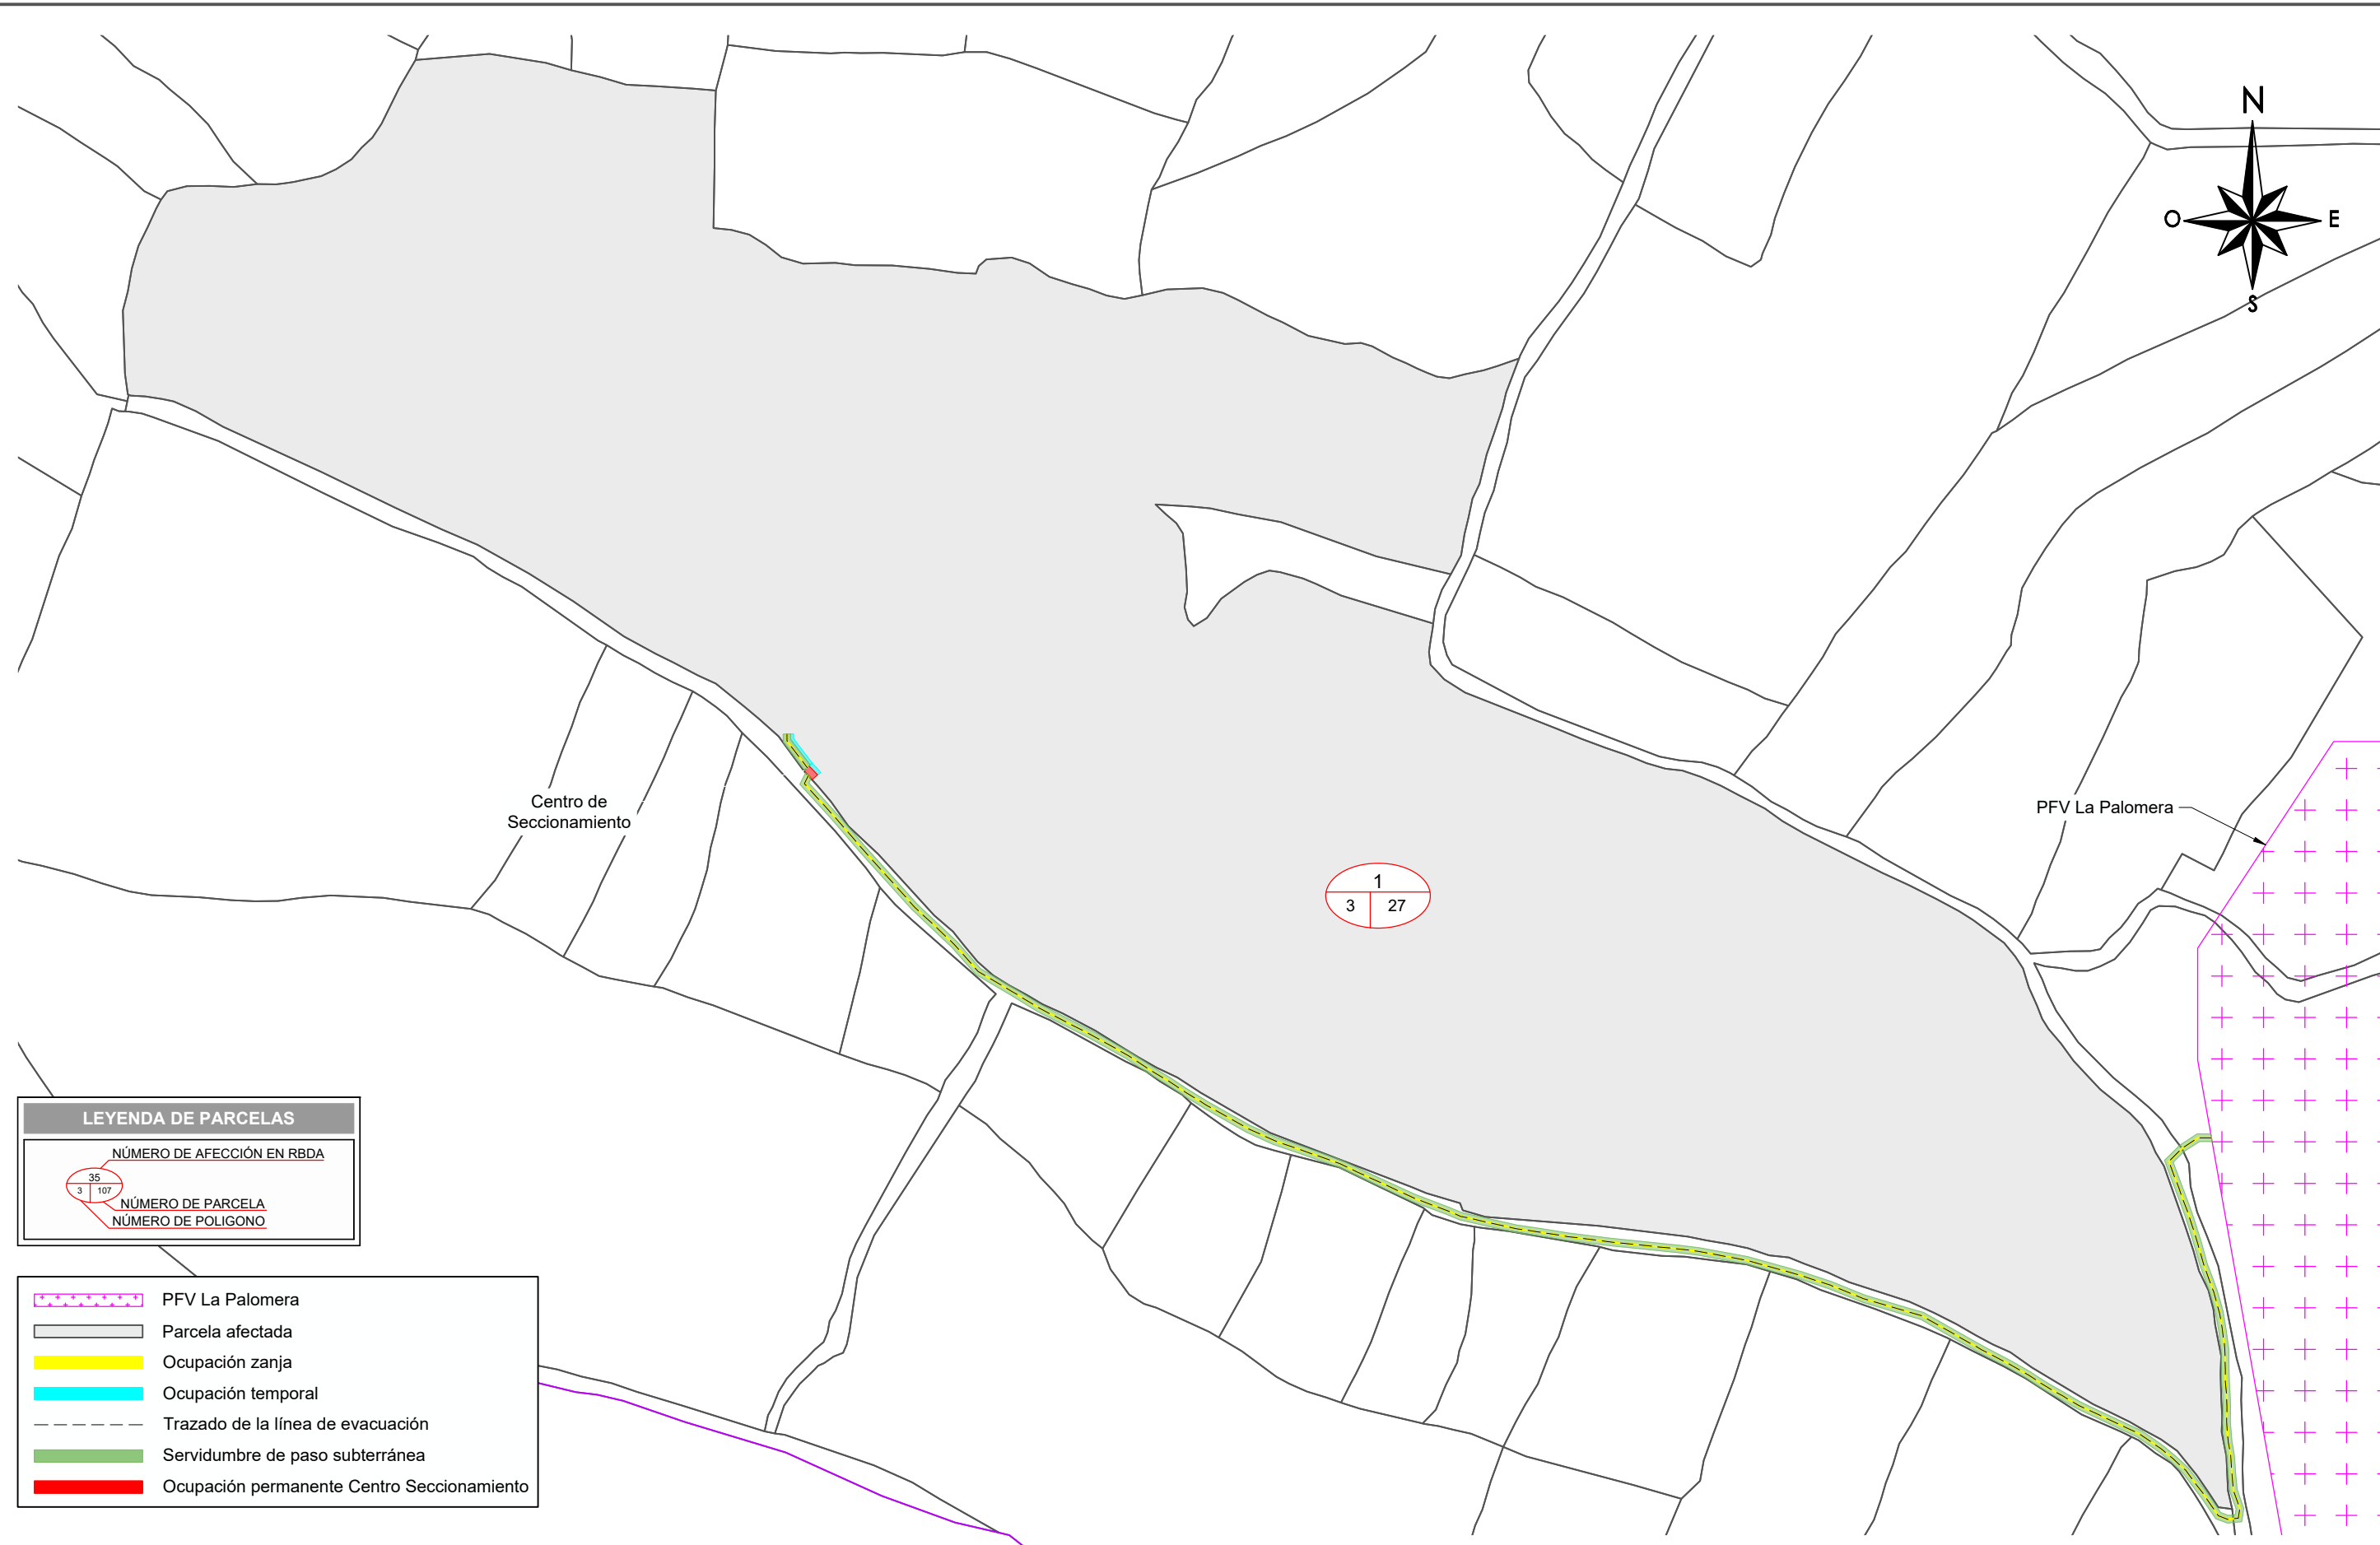 N
O
E
S
Centro de
Seccionamiento
PFV La Palomera
1
3 27
LEYENDA DE PARCELAS
NÚMERO DE AFECCIÓN EN RBDA
35
3 107
NÚMERO DE PARCELA
NÚMERO DE POLIGONO
PFV La Palomera
Parcela afectada
Ocupación zanja
Ocupación temporal
Trazado de la línea de evacuación
Servidumbre de paso subterránea
Ocupación permanente Centro Seccionamiento